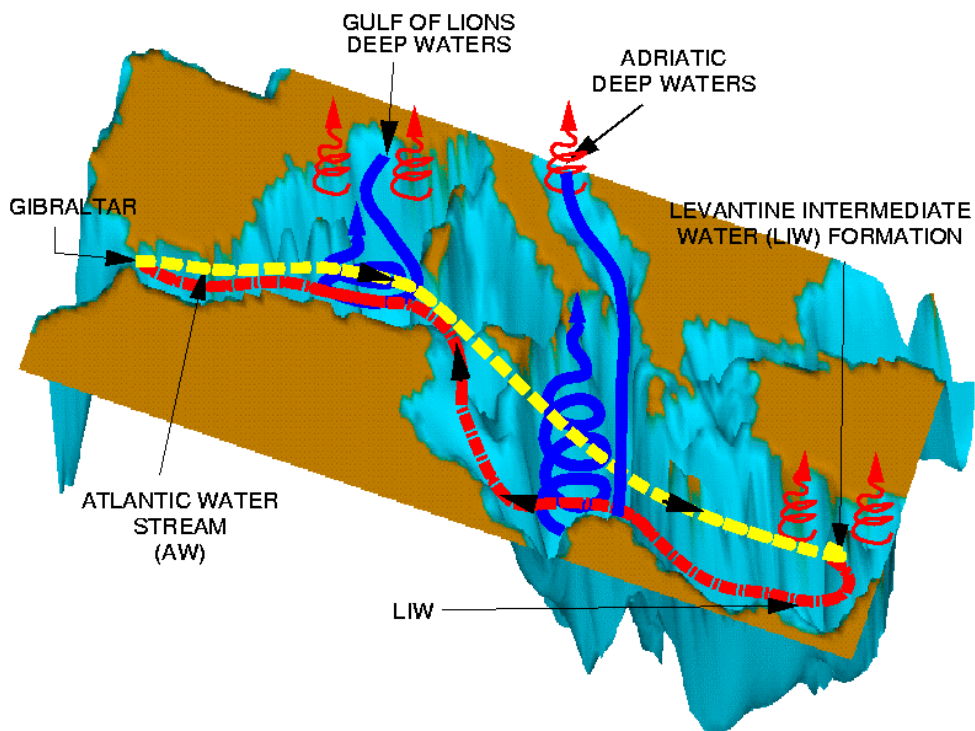 GULF OF LIONS
DEEP WATERS
ADRIATIC
DEEP WATERS
GIBRALTAR
LEVANTINE INTERMEDIATE
WATER (LIW) FORMATION
ATLANTIC WATER
STREAM
(AW)
LIW